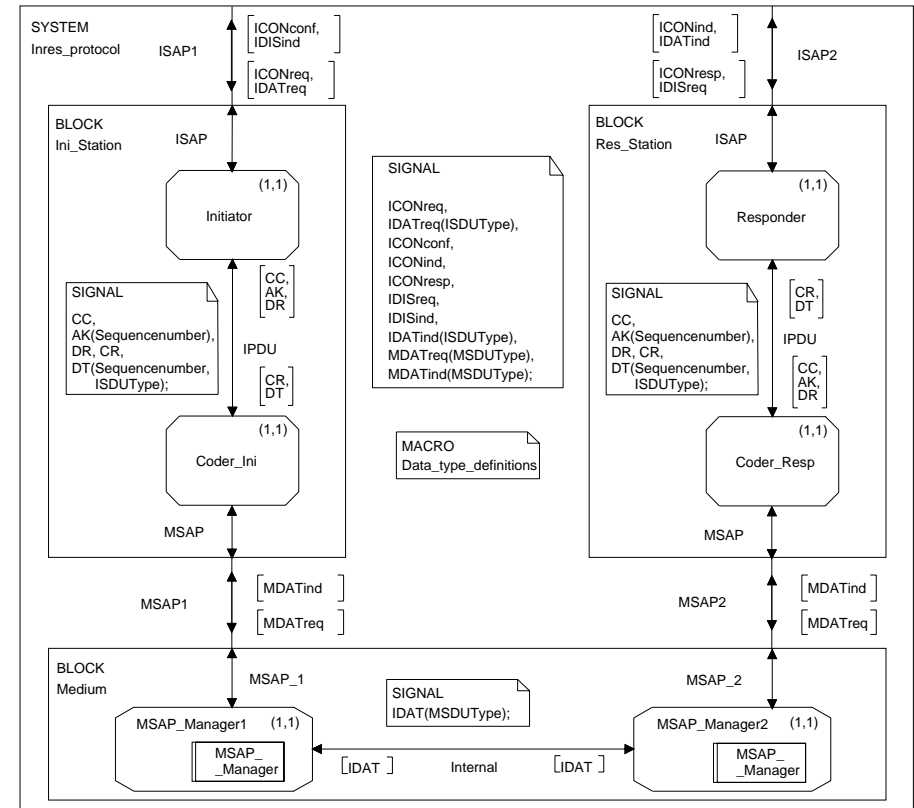 SYSTEM
Inres_protocol
ISAP1
ICONconf,
IDISind
ICONreq,
IDATreq
ICONind,
IDATind
ICONresp,
IDISreq
ISAP2
BLOCK
Ini_Station
ISAP
(1,1)
Initiator
SIGNAL
CC,
AK(Sequencenumber),
DR, CR,
DT(Sequencenumber,
ISDUType);
CC,
AK,
DR
IPDU
CR,
DT
(1,1)
Coder_Ini
MSAP
SIGNAL
ICONreq,
IDATreq(ISDUType),
ICONconf,
ICONind,
ICONresp,
IDISreq,
IDISind,
IDATind(ISDUType),
MDATreq(MSDUType),
MDATind(MSDUType);
MACRO
Data_type_definitions
BLOCK
Res_Station
ISAP
(1,1)
Responder
SIGNAL
CC,
AK(Sequencenumber),
DR, CR,
DT(Sequencenumber,
ISDUType);
CR,
DT
IPDU
CC,
AK,
DR
(1,1)
Coder_Resp
MSAP
MSAP1
MDATind
MDATreq
MSAP2
MDATind
MDATreq
BLOCK
Medium
MSAP_1
SIGNAL
IDAT(MSDUType);
MSAP_2
MSAP_Manager1 (1,1)
MSAP_
_Manager
IDAT
Internal
IDAT
MSAP_Manager2 (1,1)
MSAP_
_Manager